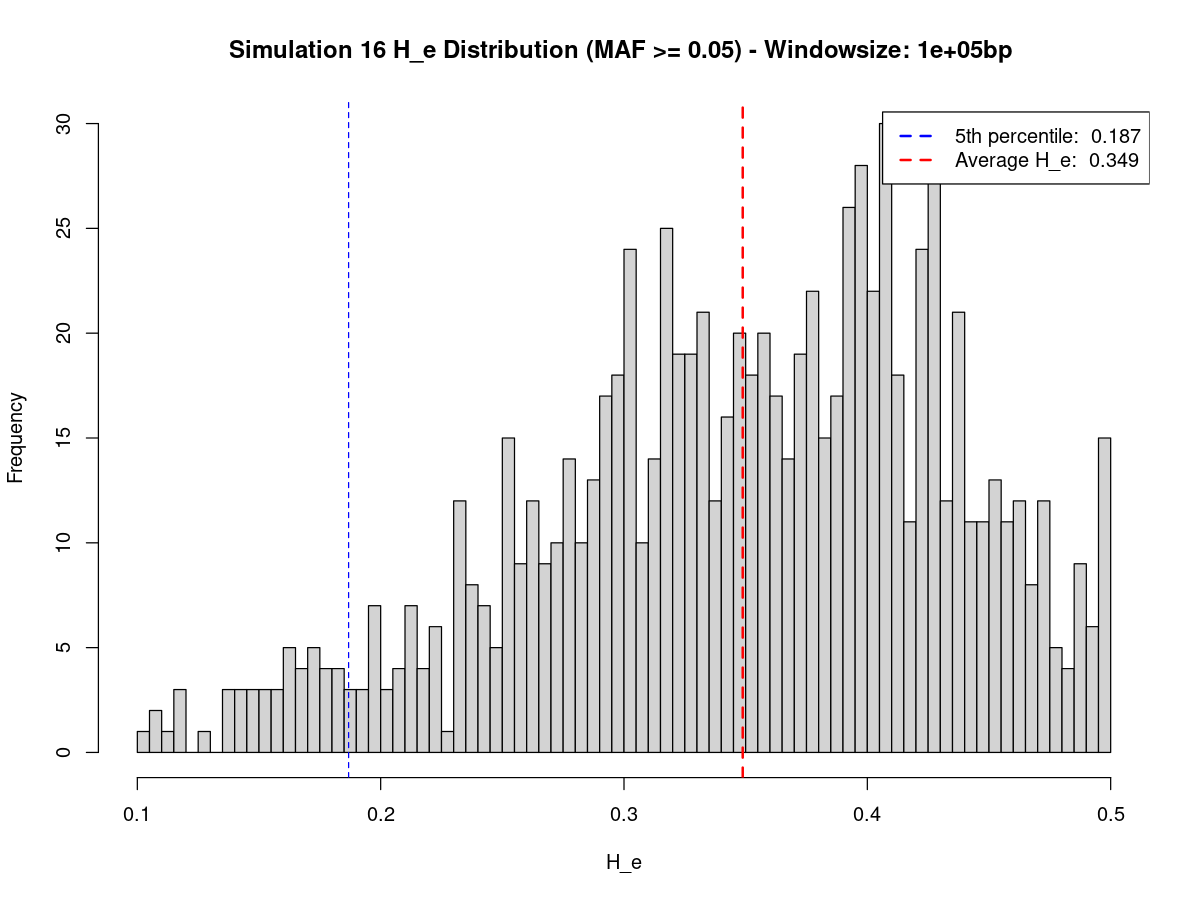 Simulation 16 H_e Distribution (MAF >= 0.05) - Windowsize: 1e+05bp
5th percentile: 0.187
Average H_e: 0.349
Frequency
30
25
20
15
10
5
0
0.1 0.2 0.3 0.4 0.5
H_e